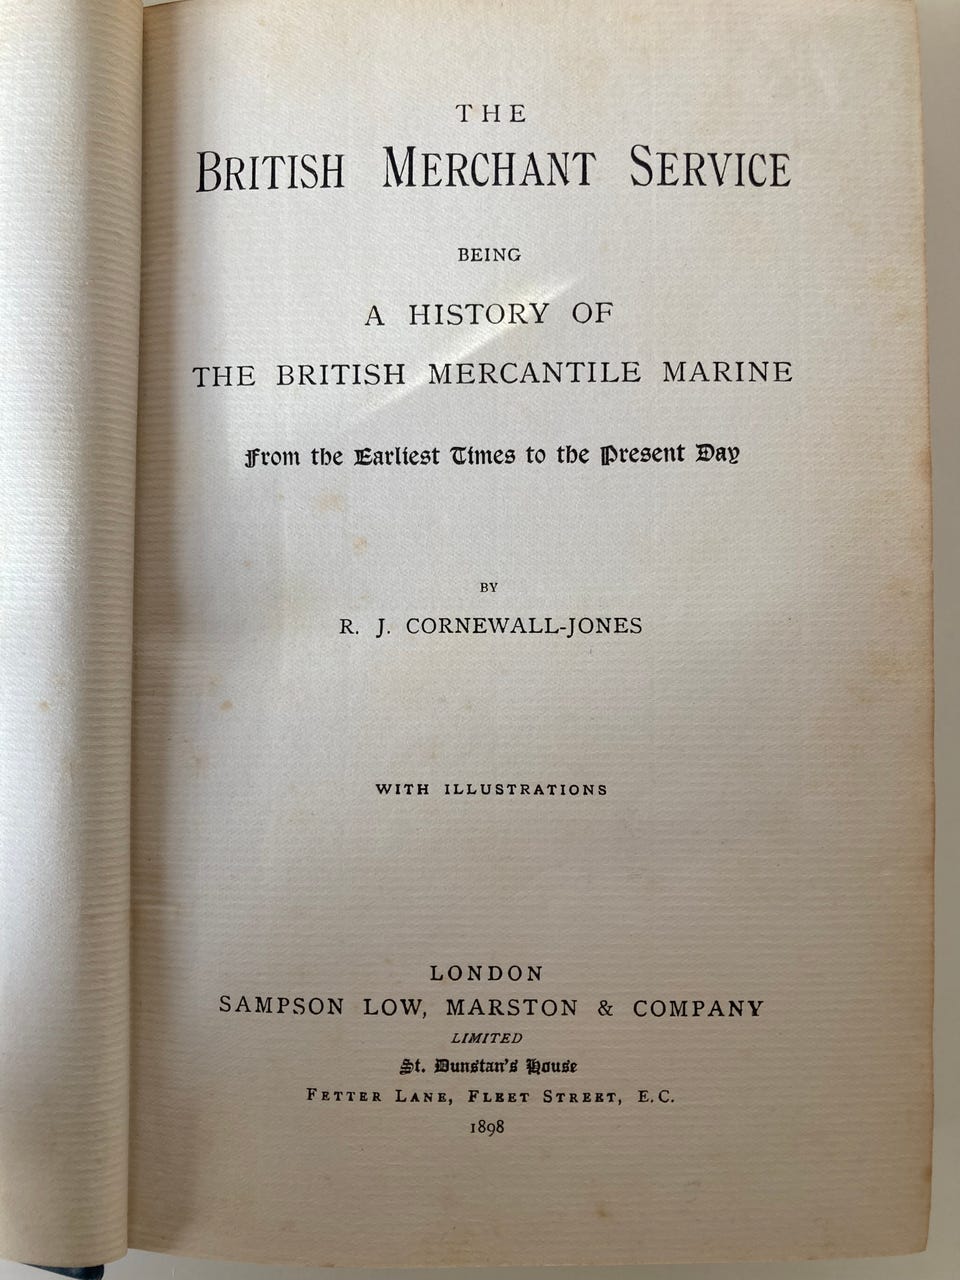 THE
BRITISH MERCHANT SERVICE
BEING
A HISTORY OF
THE BRITISH MERCANTILE MARINE
From the Earliest Times to the Present Day
BY
R. J. CORNEWALL-JONES
WITH ILLUSTRATIONS
LONDON
SAMPSON LOW, MARSTON & COMPANY
LIMITED
St. Dunstan's House
FETTER LANE, FLEET STREET, E.C.
1898